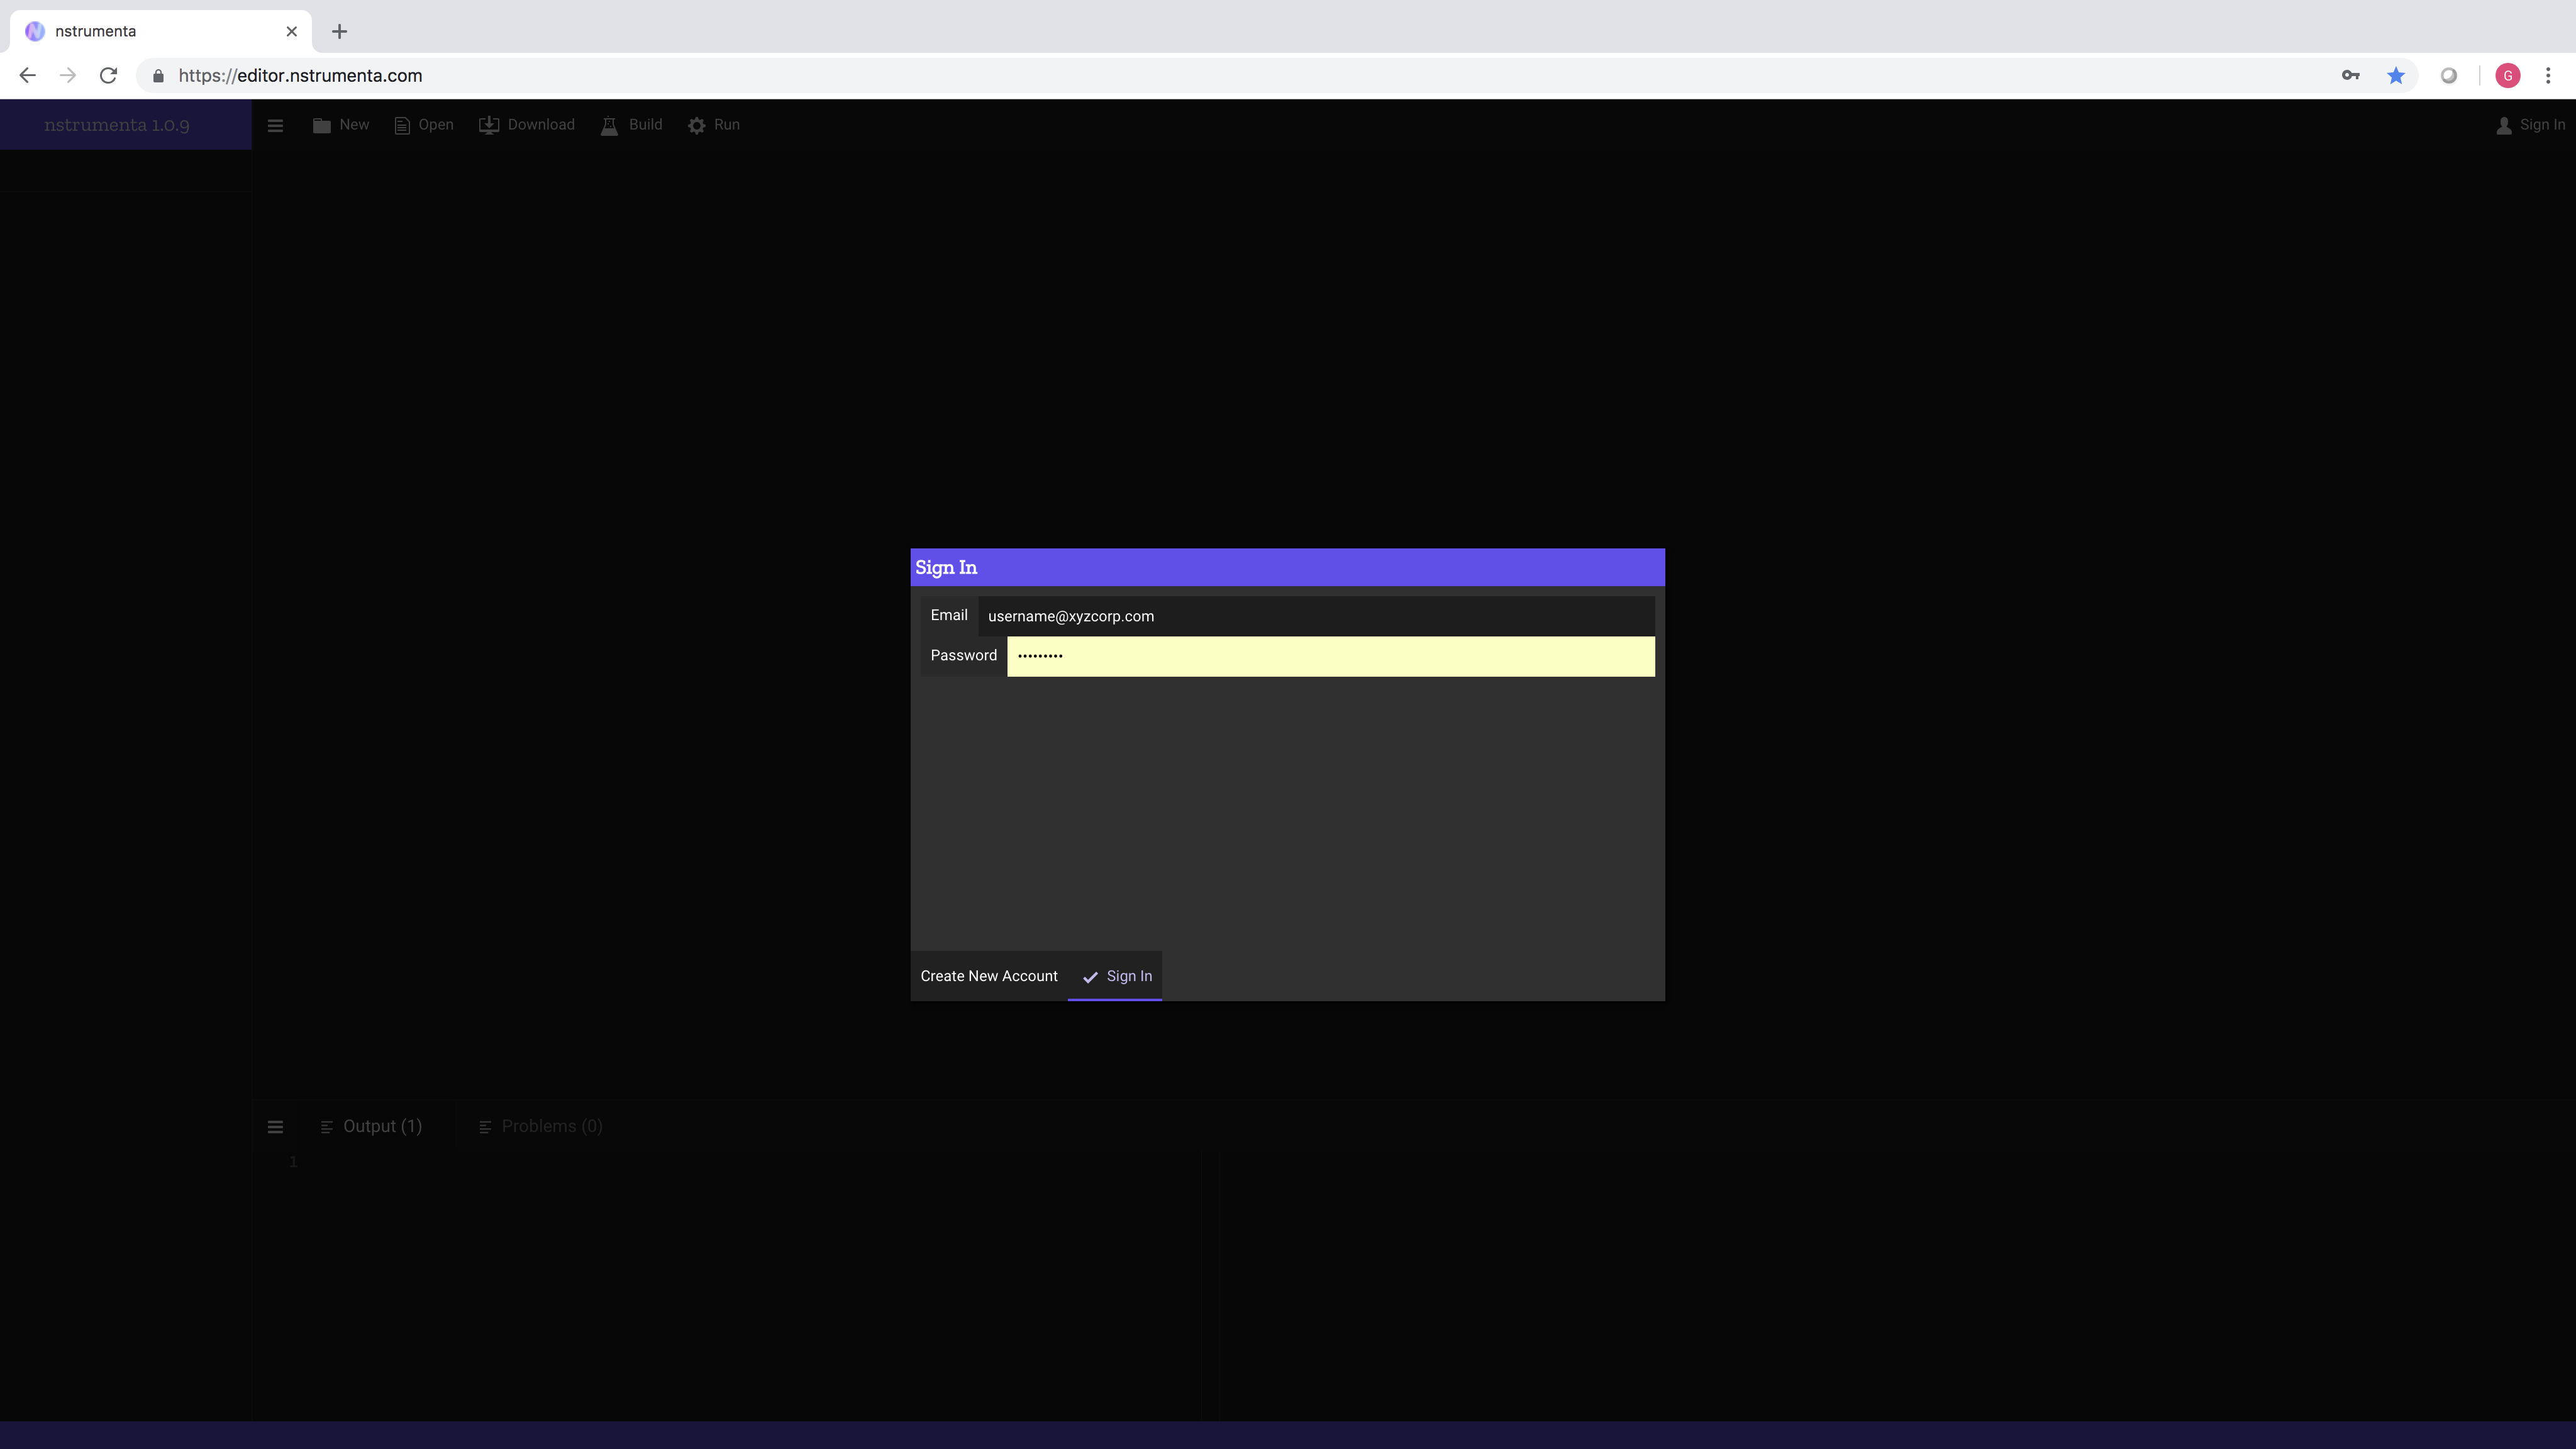 nstrumenta
https://editor.nstrumenta.com
G
nstrumenta 1.0.9
New
Open
Download
Build
Run
Sign In
Sign In
Email
username@xyzcorp.com
Password
•••••••••
Create New Account
Sign In
Output (1)
Problems (0)
1